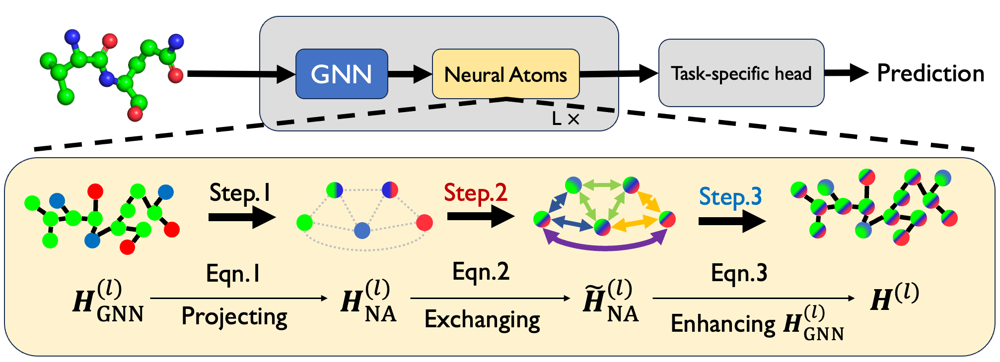 GNN
Neural Atoms
L ×
Task-specific head
Prediction
Step.1
Step.2
Step.3
Eqn.1
Eqn.2
Eqn.3
H_GNN^(l)
Projecting
H_NA^(l)
Exchanging
H̃_NA^(l)
Enhancing H_GNN^(l)
H^(l)